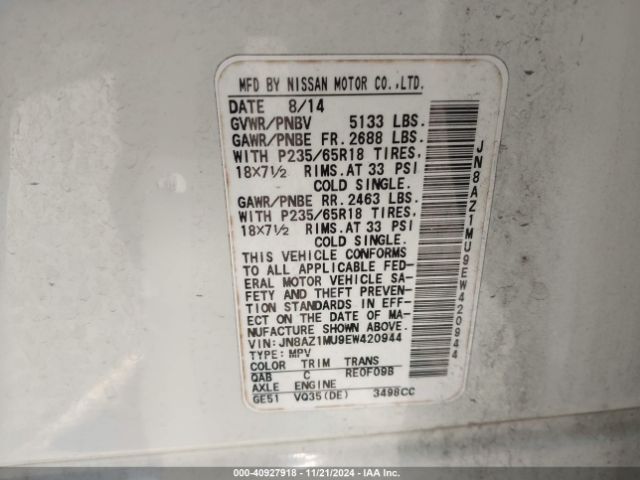 MFD BY NISSAN MOTOR CO.,LTD.
DATE 8/14
GVWR/PNBV 5133 LBS.
GAWR/PNBE FR. 2688 LBS.
WITH P235/65R18 TIRES,
18X7½ RIMS.AT 33 PSI
COLD SINGLE.
GAWR/PNBE RR. 2463 LBS.
WITH P235/65R18 TIRES,
18X7½ RIMS.AT 33 PSI
COLD SINGLE.
THIS VEHICLE CONFORMS
TO ALL APPLICABLE FED-
ERAL MOTOR VEHICLE SA-
FETY AND THEFT PREVEN-
TION STANDARDS IN EFF-
ECT ON THE DATE OF MA-
NUFACTURE SHOWN ABOVE.
VIN: JN8AZ1MU9EW420944
TYPE: MPV
COLOR TRIM TRANS
QAB C RE0F09B
AXLE ENGINE
GE51 VQ35(DE) 3498CC
JN8AZ1MU9EW420944
000-40927918 - 11/21/2024 - IAA Inc.